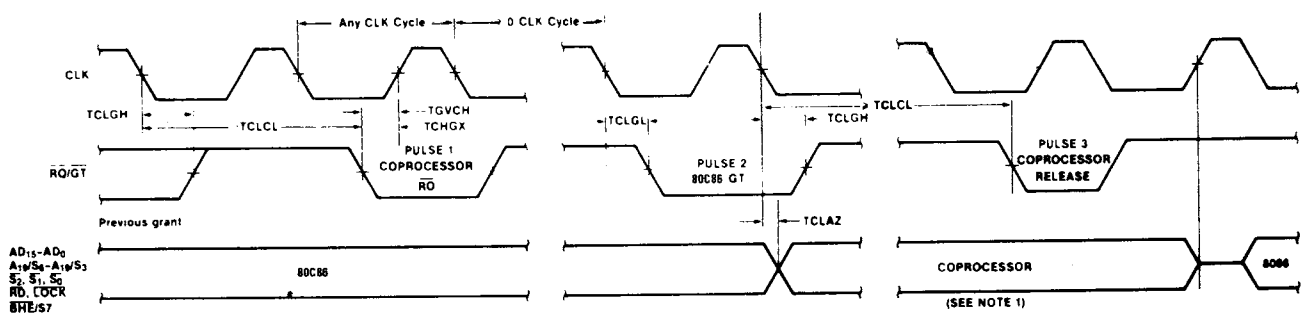 Any CLK Cycle
0 CLK Cycle
CLK
TCLGH
TCLCL
TGVCH
TCHGX
TCLGL
TCLGH
TCLCL
RQ/GT
PULSE 1
COPROCESSOR
RQ
PULSE 2
80C86 GT
PULSE 3
COPROCESSOR
RELEASE
Previous grant
TCLAZ
AD15-AD0
A19/S6-A16/S3
S2, S1, S0
RD, LOCK
BHE/S7
80C86
COPROCESSOR
(SEE NOTE 1)
8086